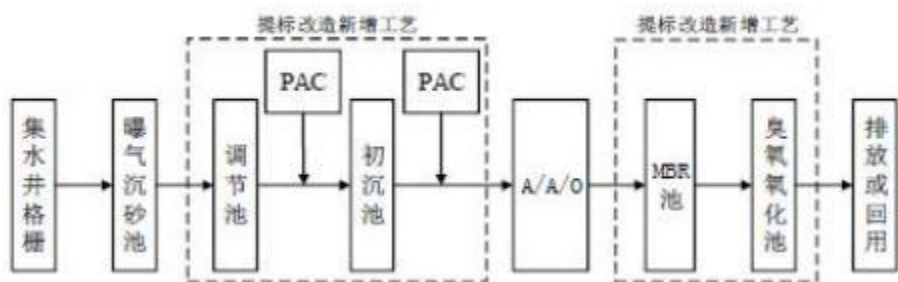 提标改造新增工艺
提标改造新增工艺
PAC
PAC
集水井格栅
曝气沉砂池
调节池
初沉池
A/A/O
MBR池
臭氧氧化池
排放或回用